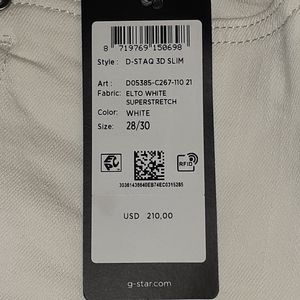 8 719769 150698
Style : D-STAQ 3D SLIM
Art : D05385-C267-110 21
Fabric: ELTO WHITE
SUPERSTRETCH
Color: WHITE
Size: 28/30
RFID
30361438640EB74EC0315285
USD 210,00
g-star.com